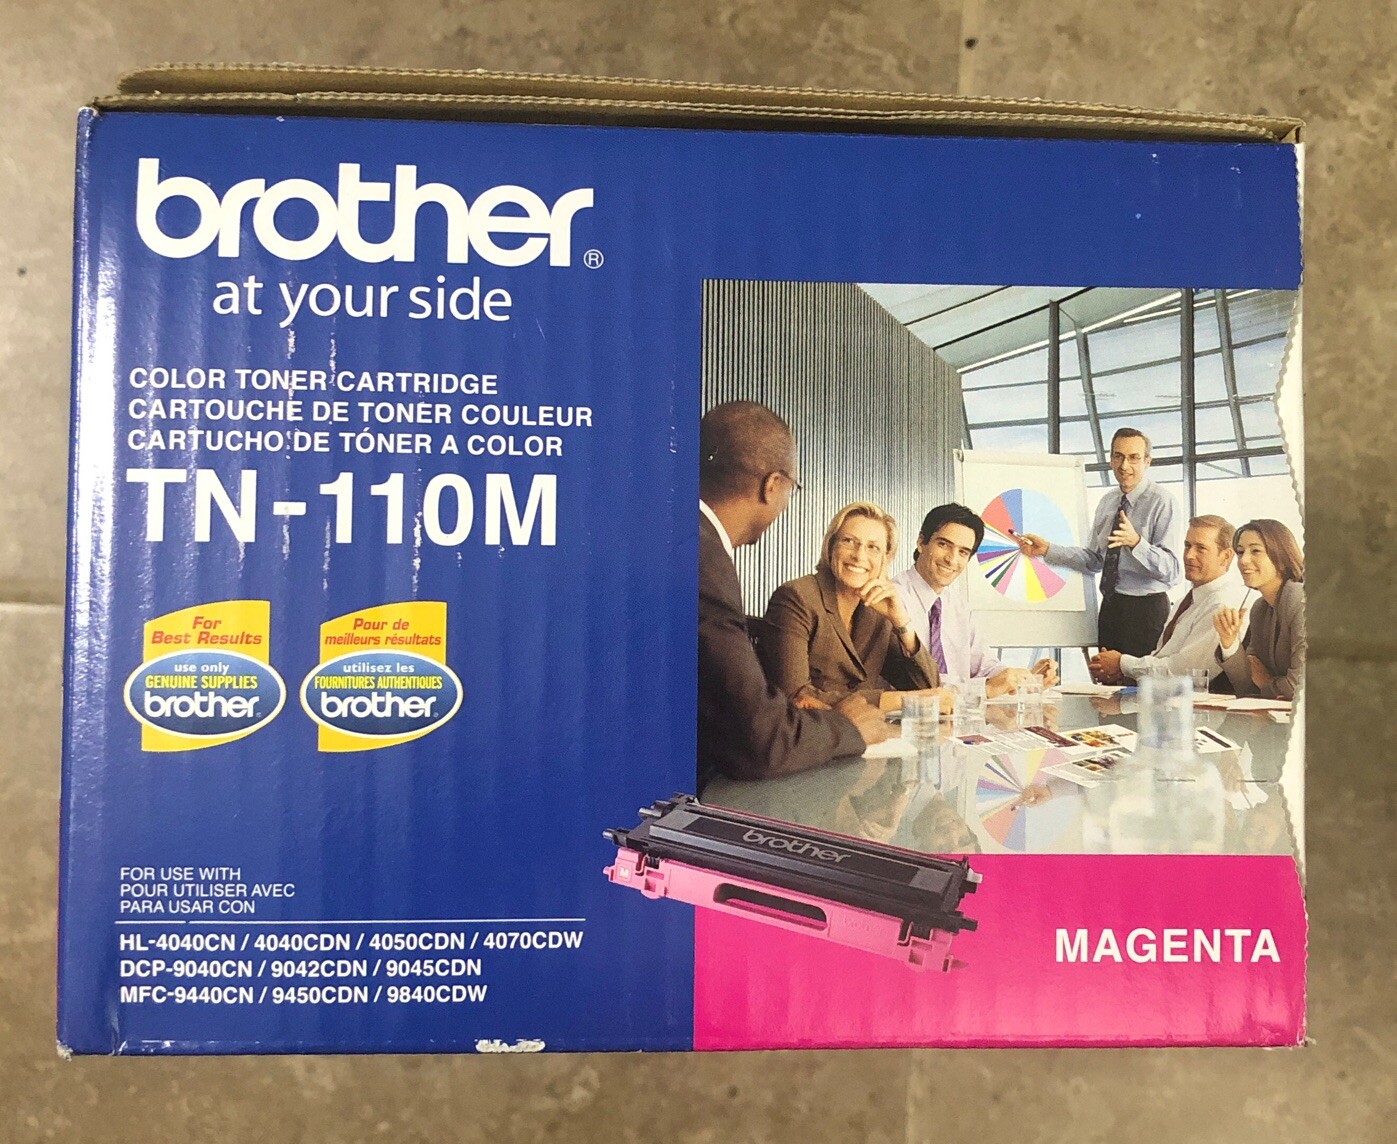 brother®
at your side
COLOR TONER CARTRIDGE
CARTOUCHE DE TONER COULEUR
CARTUCHO DE TÓNER A COLOR
TN-110M
For
Best Results
use only
GENUINE SUPPLIES
brother
Pour de
meilleurs résultats
utilisez les
FOURNITURES AUTHENTIQUES
brother
brother
M
FOR USE WITH
POUR UTILISER AVEC
PARA USAR CON
HL-4040CN / 4040CDN / 4050CDN / 4070CDW
DCP-9040CN / 9042CDN / 9045CDN
MFC-9440CN / 9450CDN / 9840CDW
MAGENTA